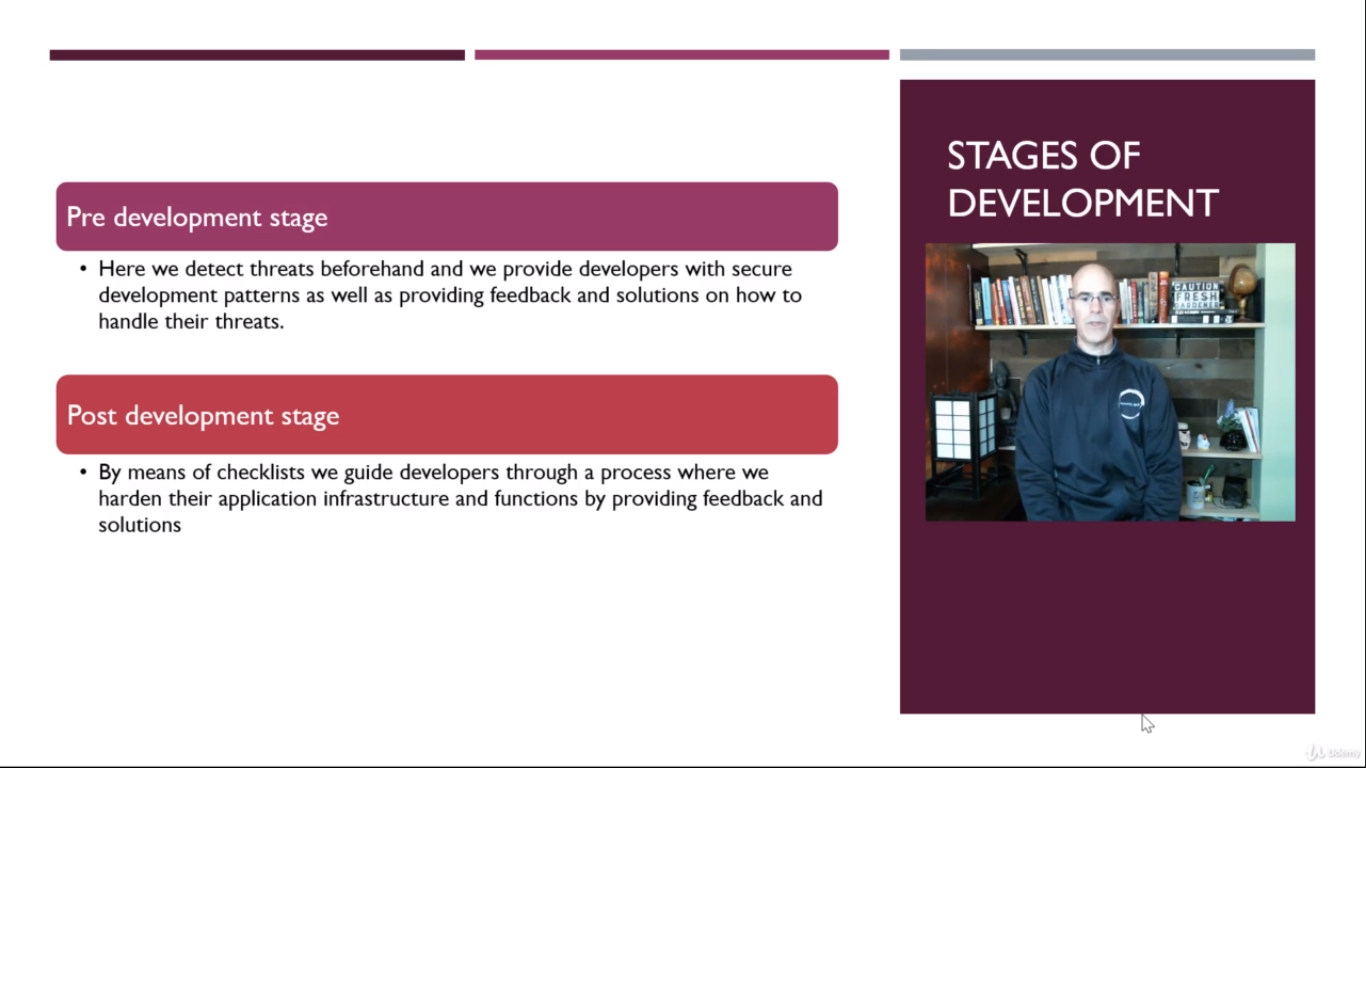 STAGES OF
DEVELOPMENT
Pre development stage
• Here we detect threats beforehand and we provide developers with secure
development patterns as well as providing feedback and solutions on how to
handle their threats.
Post development stage
• By means of checklists we guide developers through a process where we
harden their application infrastructure and functions by providing feedback and
solutions
CAUTION
FRESH
Udemy